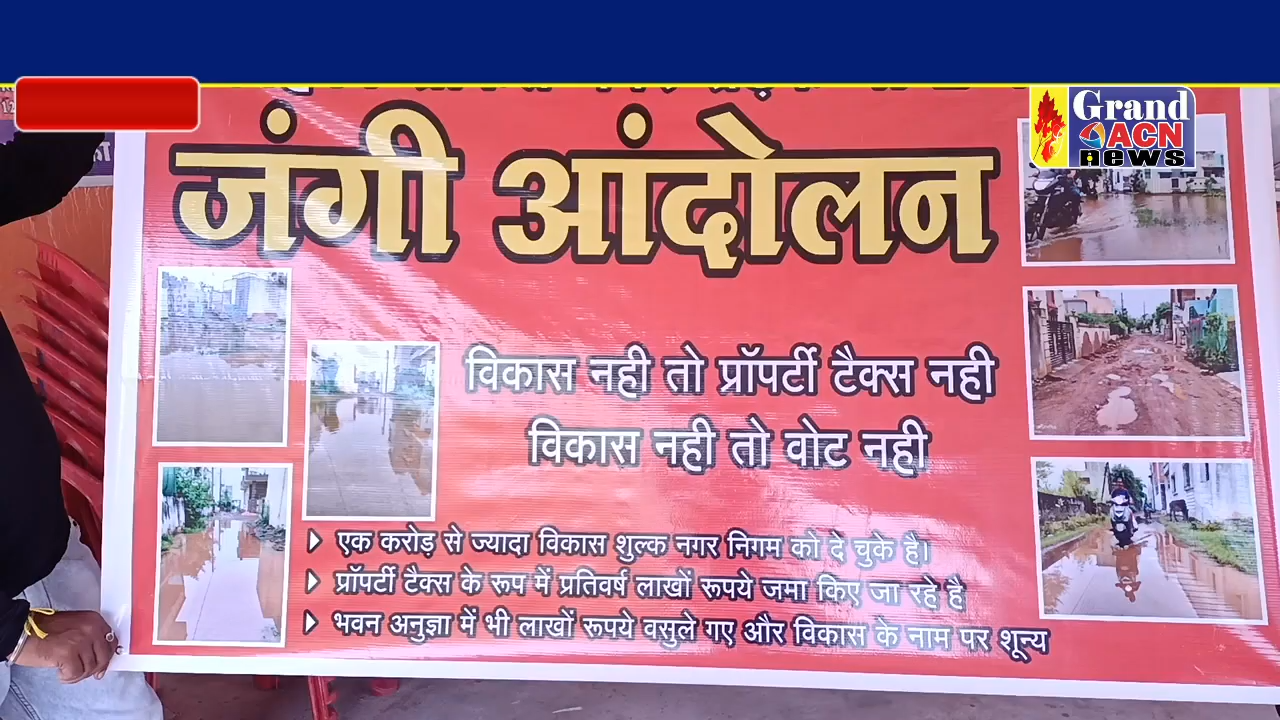 जंगी आंदोलन
Grand
ACN
news
विकास नही तो प्रॉपर्टी टैक्स नही
विकास नही तो वोट नही
एक करोड़ से ज्यादा विकास शुल्क नगर निगम को दे चुके है।
प्रॉपर्टी टैक्स के रूप में प्रतिवर्ष लाखों रूपये जमा किए जा रहे है
भवन अनुज्ञा में भी लाखों रूपये वसुले गए और विकास के नाम पर शून्य